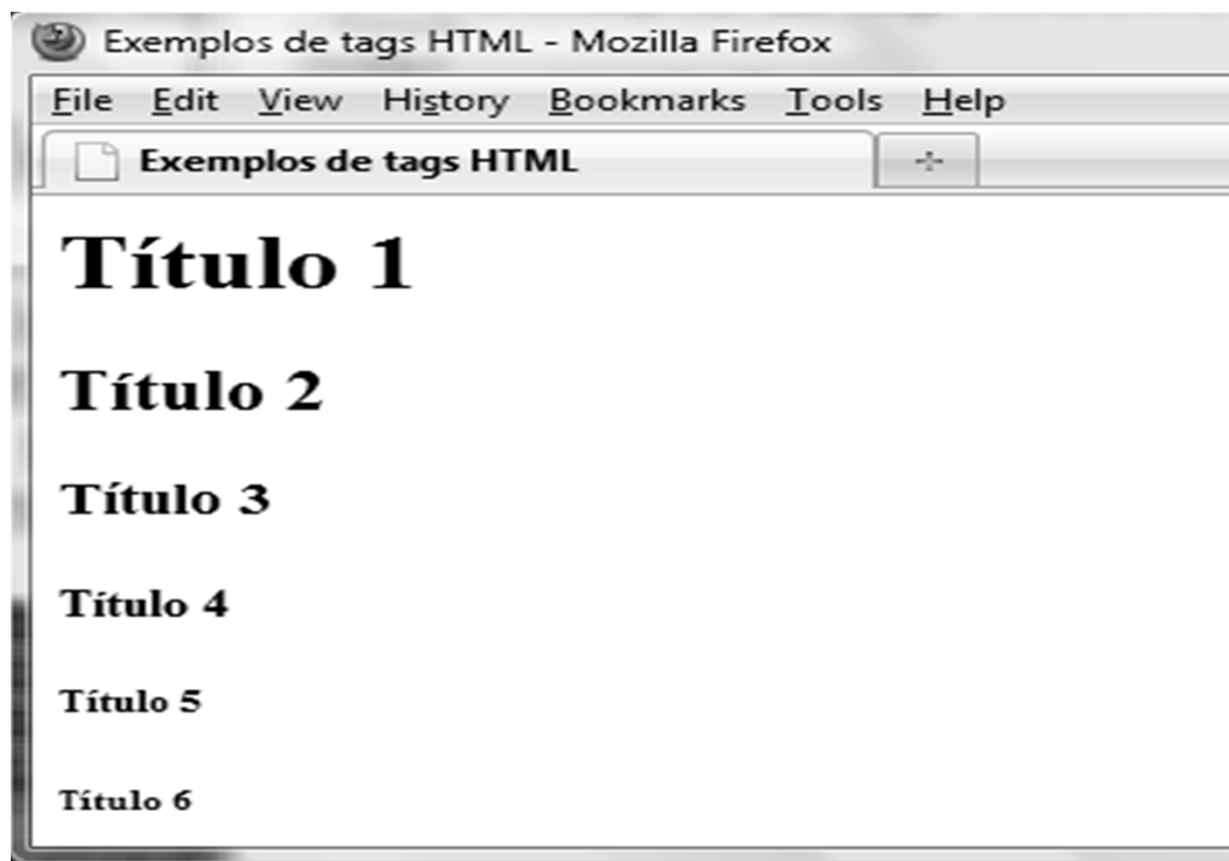 Exemplos de tags HTML - Mozilla Firefox
File Edit View History Bookmarks Tools Help
Exemplos de tags HTML
Título 1
Título 2
Título 3
Título 4
Título 5
Título 6